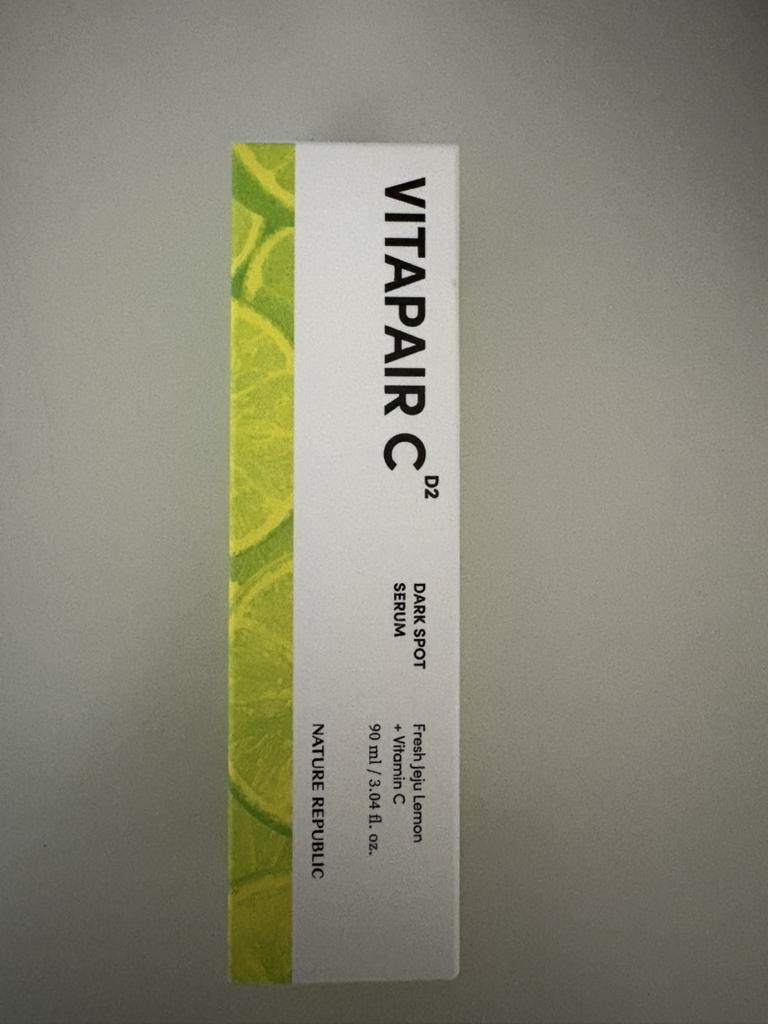 VITAPAIR C D2
DARK SPOT
SERUM
Fresh Jeju Lemon
+ Vitamin C
90 ml / 3.04 fl. oz.
NATURE REPUBLIC